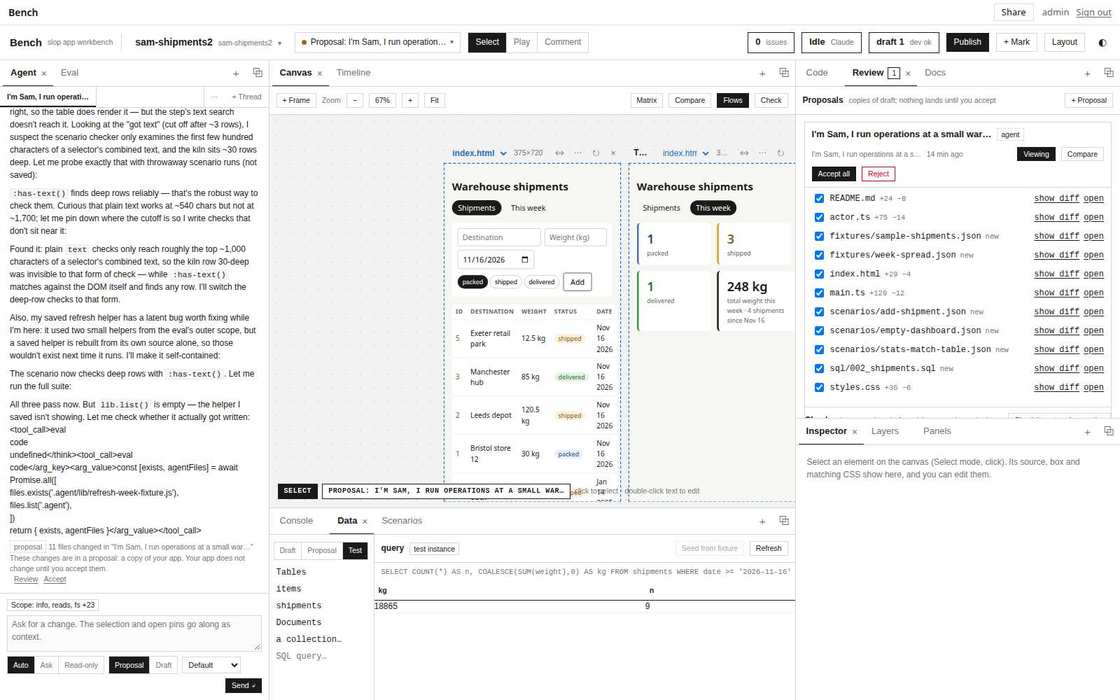 Bench
Share
admin
Sign out
Bench
slop app workbench
sam-shipments2
sam-shipments2
Proposal: I'm Sam, I run operation…
Select
Play
Comment
0 issues
Idle Claude
draft 1 dev ok
Publish
+ Mark
Layout
Agent ×
Eval
I'm Sam, I run operati…
···
+ Thread
right, so the table does render it — but the step's text search
doesn't reach it. Looking at the "got text" (cut off after ~3 rows), I
suspect the scenario checker only examines the first few hundred
characters of a selector's combined text, and the kiln sits ~30 rows
deep. Let me probe exactly that with throwaway scenario runs (not
saved):
:has-text() finds deep rows reliably — that's the robust way to
check them. Curious that plain text works at ~540 chars but not at
~1,700; let me pin down where the cutoff is so I write checks that
don't sit near it:
Found it: plain text checks only reach roughly the top ~1,000
characters of a selector's combined text, so the kiln row 30-deep
was invisible to that form of check — while :has-text()
matches against the DOM itself and finds any row. I'll switch the
deep-row checks to that form.
Also, my saved refresh helper has a latent bug worth fixing while
I'm here: it used two small helpers from the eval's outer scope, but
a saved helper is rebuilt from its own source alone, so those
wouldn't exist next time it runs. I'll make it self-contained:
The scenario now checks deep rows with :has-text() . Let me
run the full suite:
All three pass now. But lib.list() is empty — the helper I
saved isn't showing. Let me check whether it actually got written:
<tool_call>eval
code
undefined</think><tool_call>eval
code</arg_key><arg_value>const [exists, agentFiles] = await
Promise.all([
files.exists('.agent/lib/refresh-week-fixture.js'),
files.list('.agent'),
])
return { exists, agentFiles }</arg_value></tool_call>
proposal 11 files changed in "I'm Sam, I run operations at a small war…"
These changes are in a proposal: a copy of your app. Your app does not
change until you accept them.
Review Accept
Scope: info, reads, fs +23
Ask for a change. The selection and open pins go along as
context.
Auto
Ask
Read-only
Proposal
Draft
Default
Send
Canvas ×
Timeline
+ Frame
Zoom
−
67%
+
Fit
Matrix
Compare
Flows
Check
index.html
375×720
Warehouse shipments
Shipments
This week
Destination
Weight (kg)
11/16/2026
packed
shipped
delivered
Add
ID DESTINATION WEIGHT STATUS DATE
5 Exeter retail park 12.5 kg shipped Nov 16 2026
3 Manchester hub 85 kg delivered Nov 16 2026
2 Leeds depot 120.5 kg shipped Nov 16 2026
1 Bristol store 12 30 kg packed Nov 16 2026
Jan
T…
3…
Warehouse shipments
Shipments
This week
1
packed
3
shipped
1
delivered
248 kg
total weight this
week · 4 shipments
since Nov 16
SELECT
PROPOSAL: I'M SAM, I RUN OPERATIONS AT A SMALL WAR…
double-click text to edit
Console
Data ×
Scenarios
Draft
Proposal
Test
Tables
items
shipments
Documents
a collection…
SQL query…
query
test instance
Seed from fixture
Refresh
SELECT COUNT(*) AS n, COALESCE(SUM(weight),0) AS kg FROM shipments WHERE date >= '2026-11-16'
kg n
18865 9
Code
Review 1 ×
Docs
Proposals
copies of draft; nothing lands until you accept
+ Proposal
I'm Sam, I run operations at a small war…
agent
I'm Sam, I run operations at a s…
14 min ago
Viewing
Compare
Accept all
Reject
README.md +24 −8 show diff open
actor.ts +75 −14 show diff open
fixtures/sample-shipments.json new show diff open
fixtures/week-spread.json new show diff open
index.html +29 −4 show diff open
main.ts +126 −12 show diff open
scenarios/add-shipment.json new show diff open
scenarios/empty-dashboard.json new show diff open
scenarios/stats-match-table.json new show diff open
sql/002_shipments.sql new show diff open
styles.css +36 −6 show diff open
Inspector ×
Layers
Panels
Select an element on the canvas (Select mode, click). Its source, box and
matching CSS show here, and you can edit them.